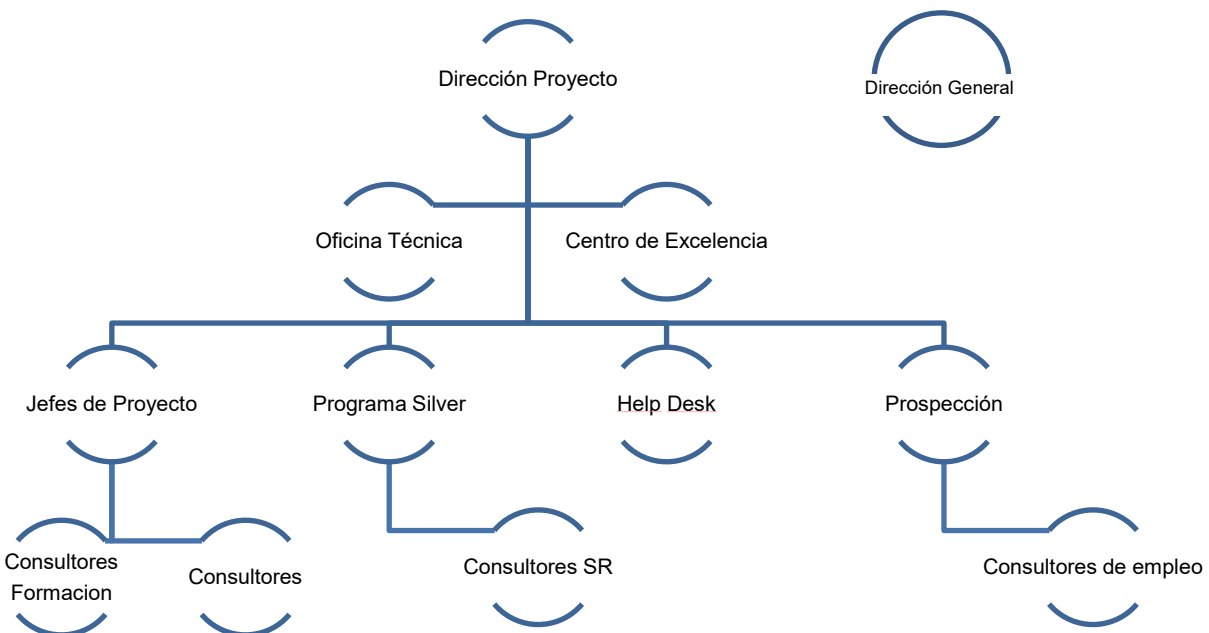 Dirección Proyecto
Dirección General
Oficina Técnica
Centro de Excelencia
Jefes de Proyecto
Programa Silver
Help Desk
Prospección
Consultores
Formacion
Consultores
Consultores SR
Consultores de empleo